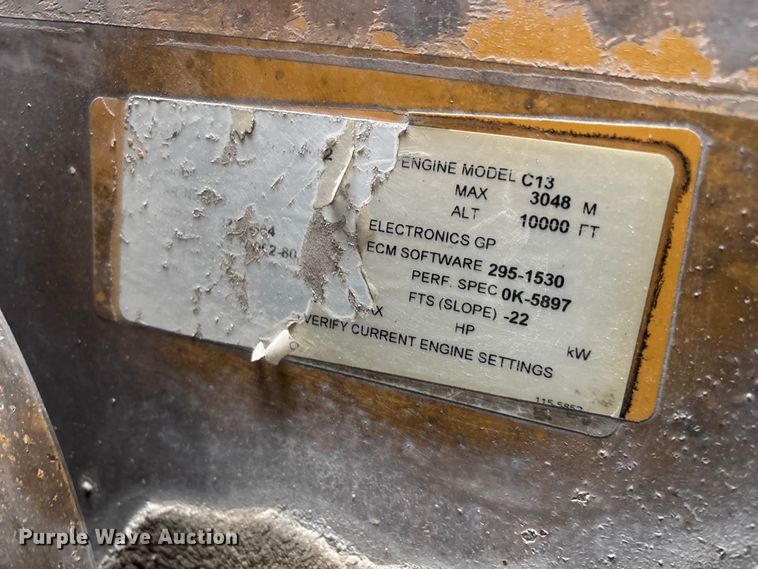 2
ENGINE MODEL C13
MAX 3048 M
ALT 10000 FT
ELECTRONICS GP
ECM SOFTWARE 295-1530
PERF. SPEC 0K-5897
FTS (SLOPE) -22
HP kW
VERIFY CURRENT ENGINE SETTINGS
Purple Wave Auction